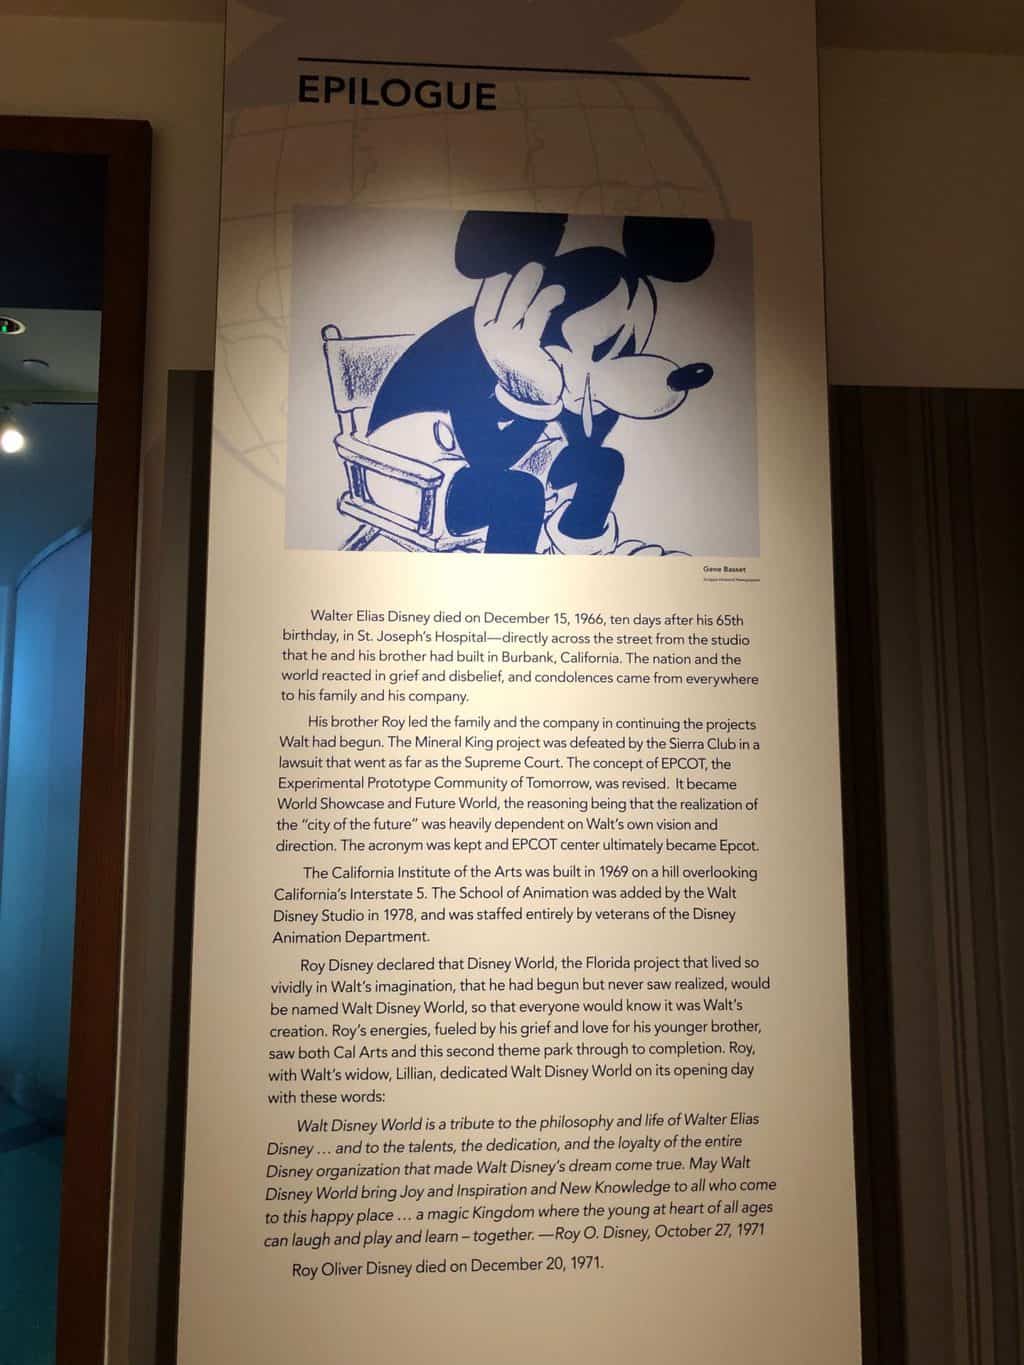 EPILOGUE
Gene Basset
Walter Elias Disney died on December 15, 1966, ten days after his 65th
birthday, in St. Joseph's Hospital—directly across the street from the studio
that he and his brother had built in Burbank, California. The nation and the
world reacted in grief and disbelief, and condolences came from everywhere
to his family and his company.
His brother Roy led the family and the company in continuing the projects
Walt had begun. The Mineral King project was defeated by the Sierra Club in a
lawsuit that went as far as the Supreme Court. The concept of EPCOT, the
Experimental Prototype Community of Tomorrow, was revised. It became
World Showcase and Future World, the reasoning being that the realization of
the "city of the future" was heavily dependent on Walt's own vision and
direction. The acronym was kept and EPCOT center ultimately became Epcot.
The California Institute of the Arts was built in 1969 on a hill overlooking
California's Interstate 5. The School of Animation was added by the Walt
Disney Studio in 1978, and was staffed entirely by veterans of the Disney
Animation Department.
Roy Disney declared that Disney World, the Florida project that lived so
vividly in Walt's imagination, that he had begun but never saw realized, would
be named Walt Disney World, so that everyone would know it was Walt's
creation. Roy's energies, fueled by his grief and love for his younger brother,
saw both Cal Arts and this second theme park through to completion. Roy,
with Walt's widow, Lillian, dedicated Walt Disney World on its opening day
with these words:
Walt Disney World is a tribute to the philosophy and life of Walter Elias
Disney … and to the talents, the dedication, and the loyalty of the entire
Disney organization that made Walt Disney's dream come true. May Walt
Disney World bring Joy and Inspiration and New Knowledge to all who come
to this happy place … a magic Kingdom where the young at heart of all ages
can laugh and play and learn – together. —Roy O. Disney, October 27, 1971
Roy Oliver Disney died on December 20, 1971.